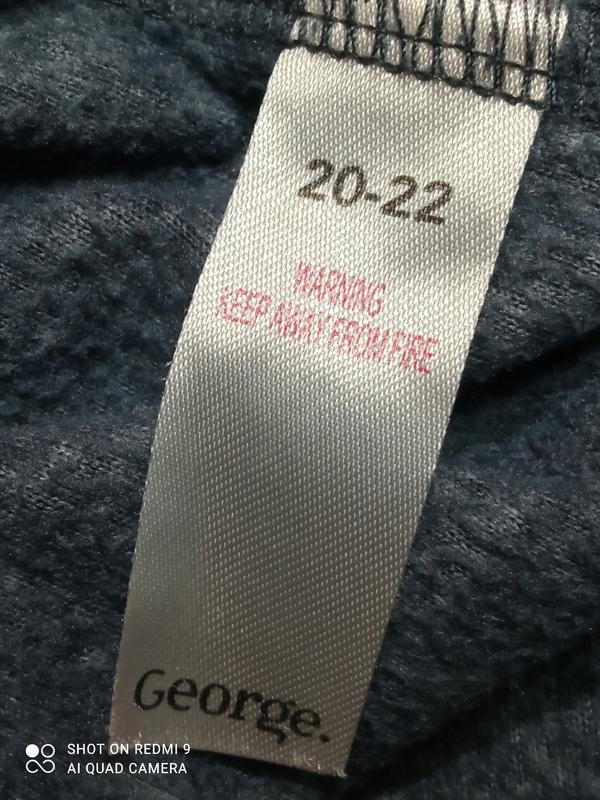 20-22
WARNING
KEEP AWAY FROM FIRE
George.
SHOT ON REDMI 9
AI QUAD CAMERA